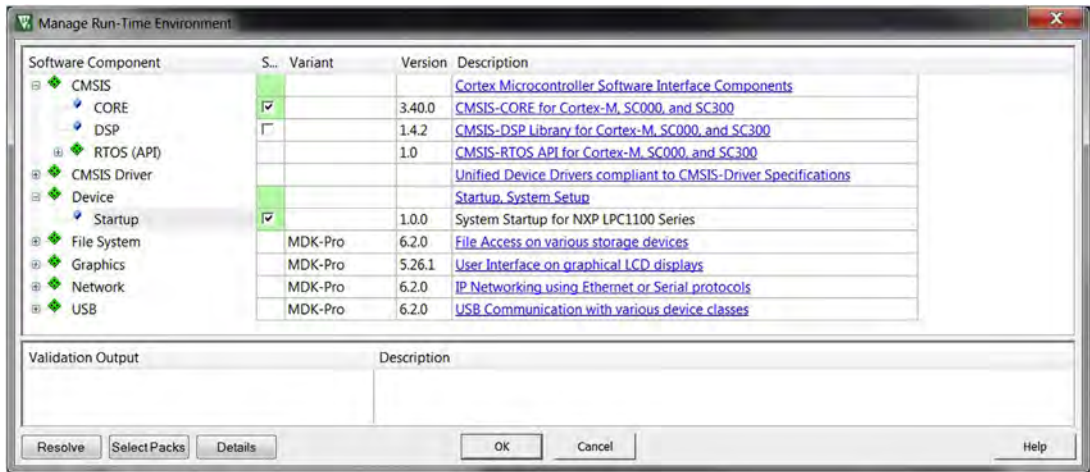 Manage Run-Time Environment
Software Component S... Variant Version Description
CMSIS Cortex Microcontroller Software Interface Components
CORE 3.40.0 CMSIS-CORE for Cortex-M, SC000, and SC300
DSP 1.4.2 CMSIS-DSP Library for Cortex-M, SC000, and SC300
RTOS (API) 1.0 CMSIS-RTOS API for Cortex-M, SC000, and SC300
CMSIS Driver Unified Device Drivers compliant to CMSIS-Driver Specifications
Device Startup, System Setup
Startup 1.0.0 System Startup for NXP LPC1100 Series
File System MDK-Pro 6.2.0 File Access on various storage devices
Graphics MDK-Pro 5.26.1 User Interface on graphical LCD displays
Network MDK-Pro 6.2.0 IP Networking using Ethernet or Serial protocols
USB MDK-Pro 6.2.0 USB Communication with various device classes
Validation Output Description
Resolve Select Packs Details OK Cancel Help